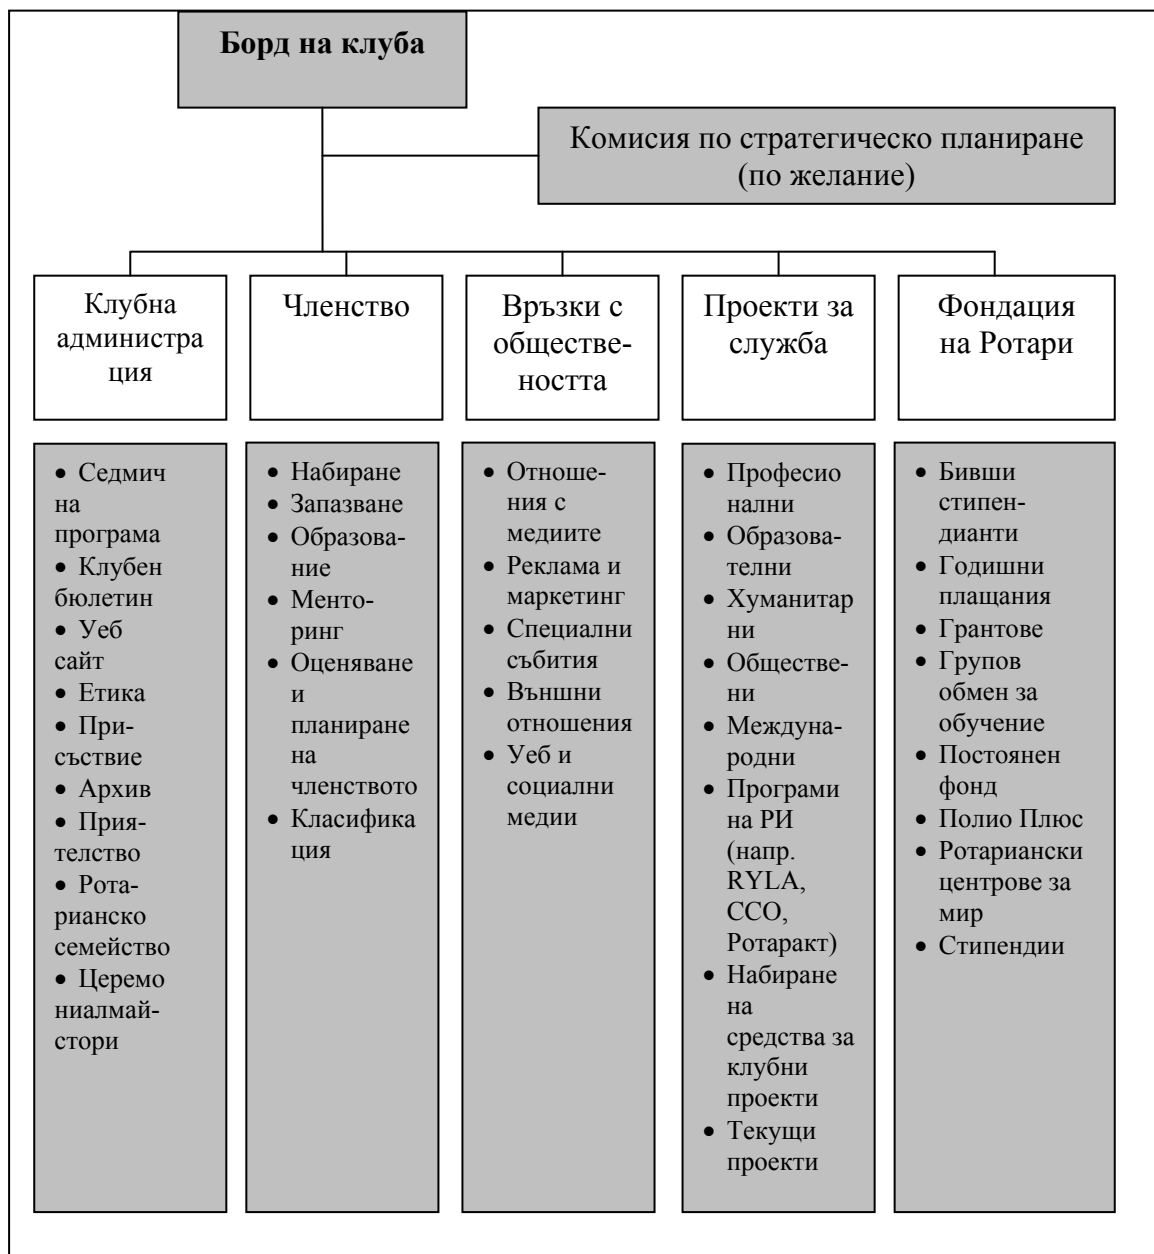 Борд на клуба
Комисия по стратегическо планиране
(по желание)
Клубна
администра
ция
Членство
Връзки с
обществе-
ността
Проекти за
служба
Фондация
на Ротари
• Седмич
на
програма
• Клубен
бюлетин
• Уеб
сайт
• Етика
• При-
съствие
• Архив
• Прия-
телство
• Рота-
рианско
семейство
• Церемо
ниалмай-
стори
• Набиране
• Запазване
• Образова-
ние
• Менто-
ринг
• Оценяване
и
планиране
на
членството
• Класифика
ция
• Отноше-
ния с
медиите
• Реклама и
маркетинг
• Специални
събития
• Външни
отношения
• Уеб и
социални
медии
• Професио
нални
• Образова-
телни
• Хуманитар
ни
• Обществе-
ни
• Междуна-
родни
• Програми
на РИ
(напр.
RYLA,
ССО,
Ротаракт)
• Набиране
на
средства за
клубни
проекти
• Текущи
проекти
• Бивши
стипен-
дианти
• Годишни
плащания
• Грантове
• Групов
обмен за
обучение
• Постоянен
фонд
• Полио Плюс
• Ротариански
центрове за
мир
• Стипендии